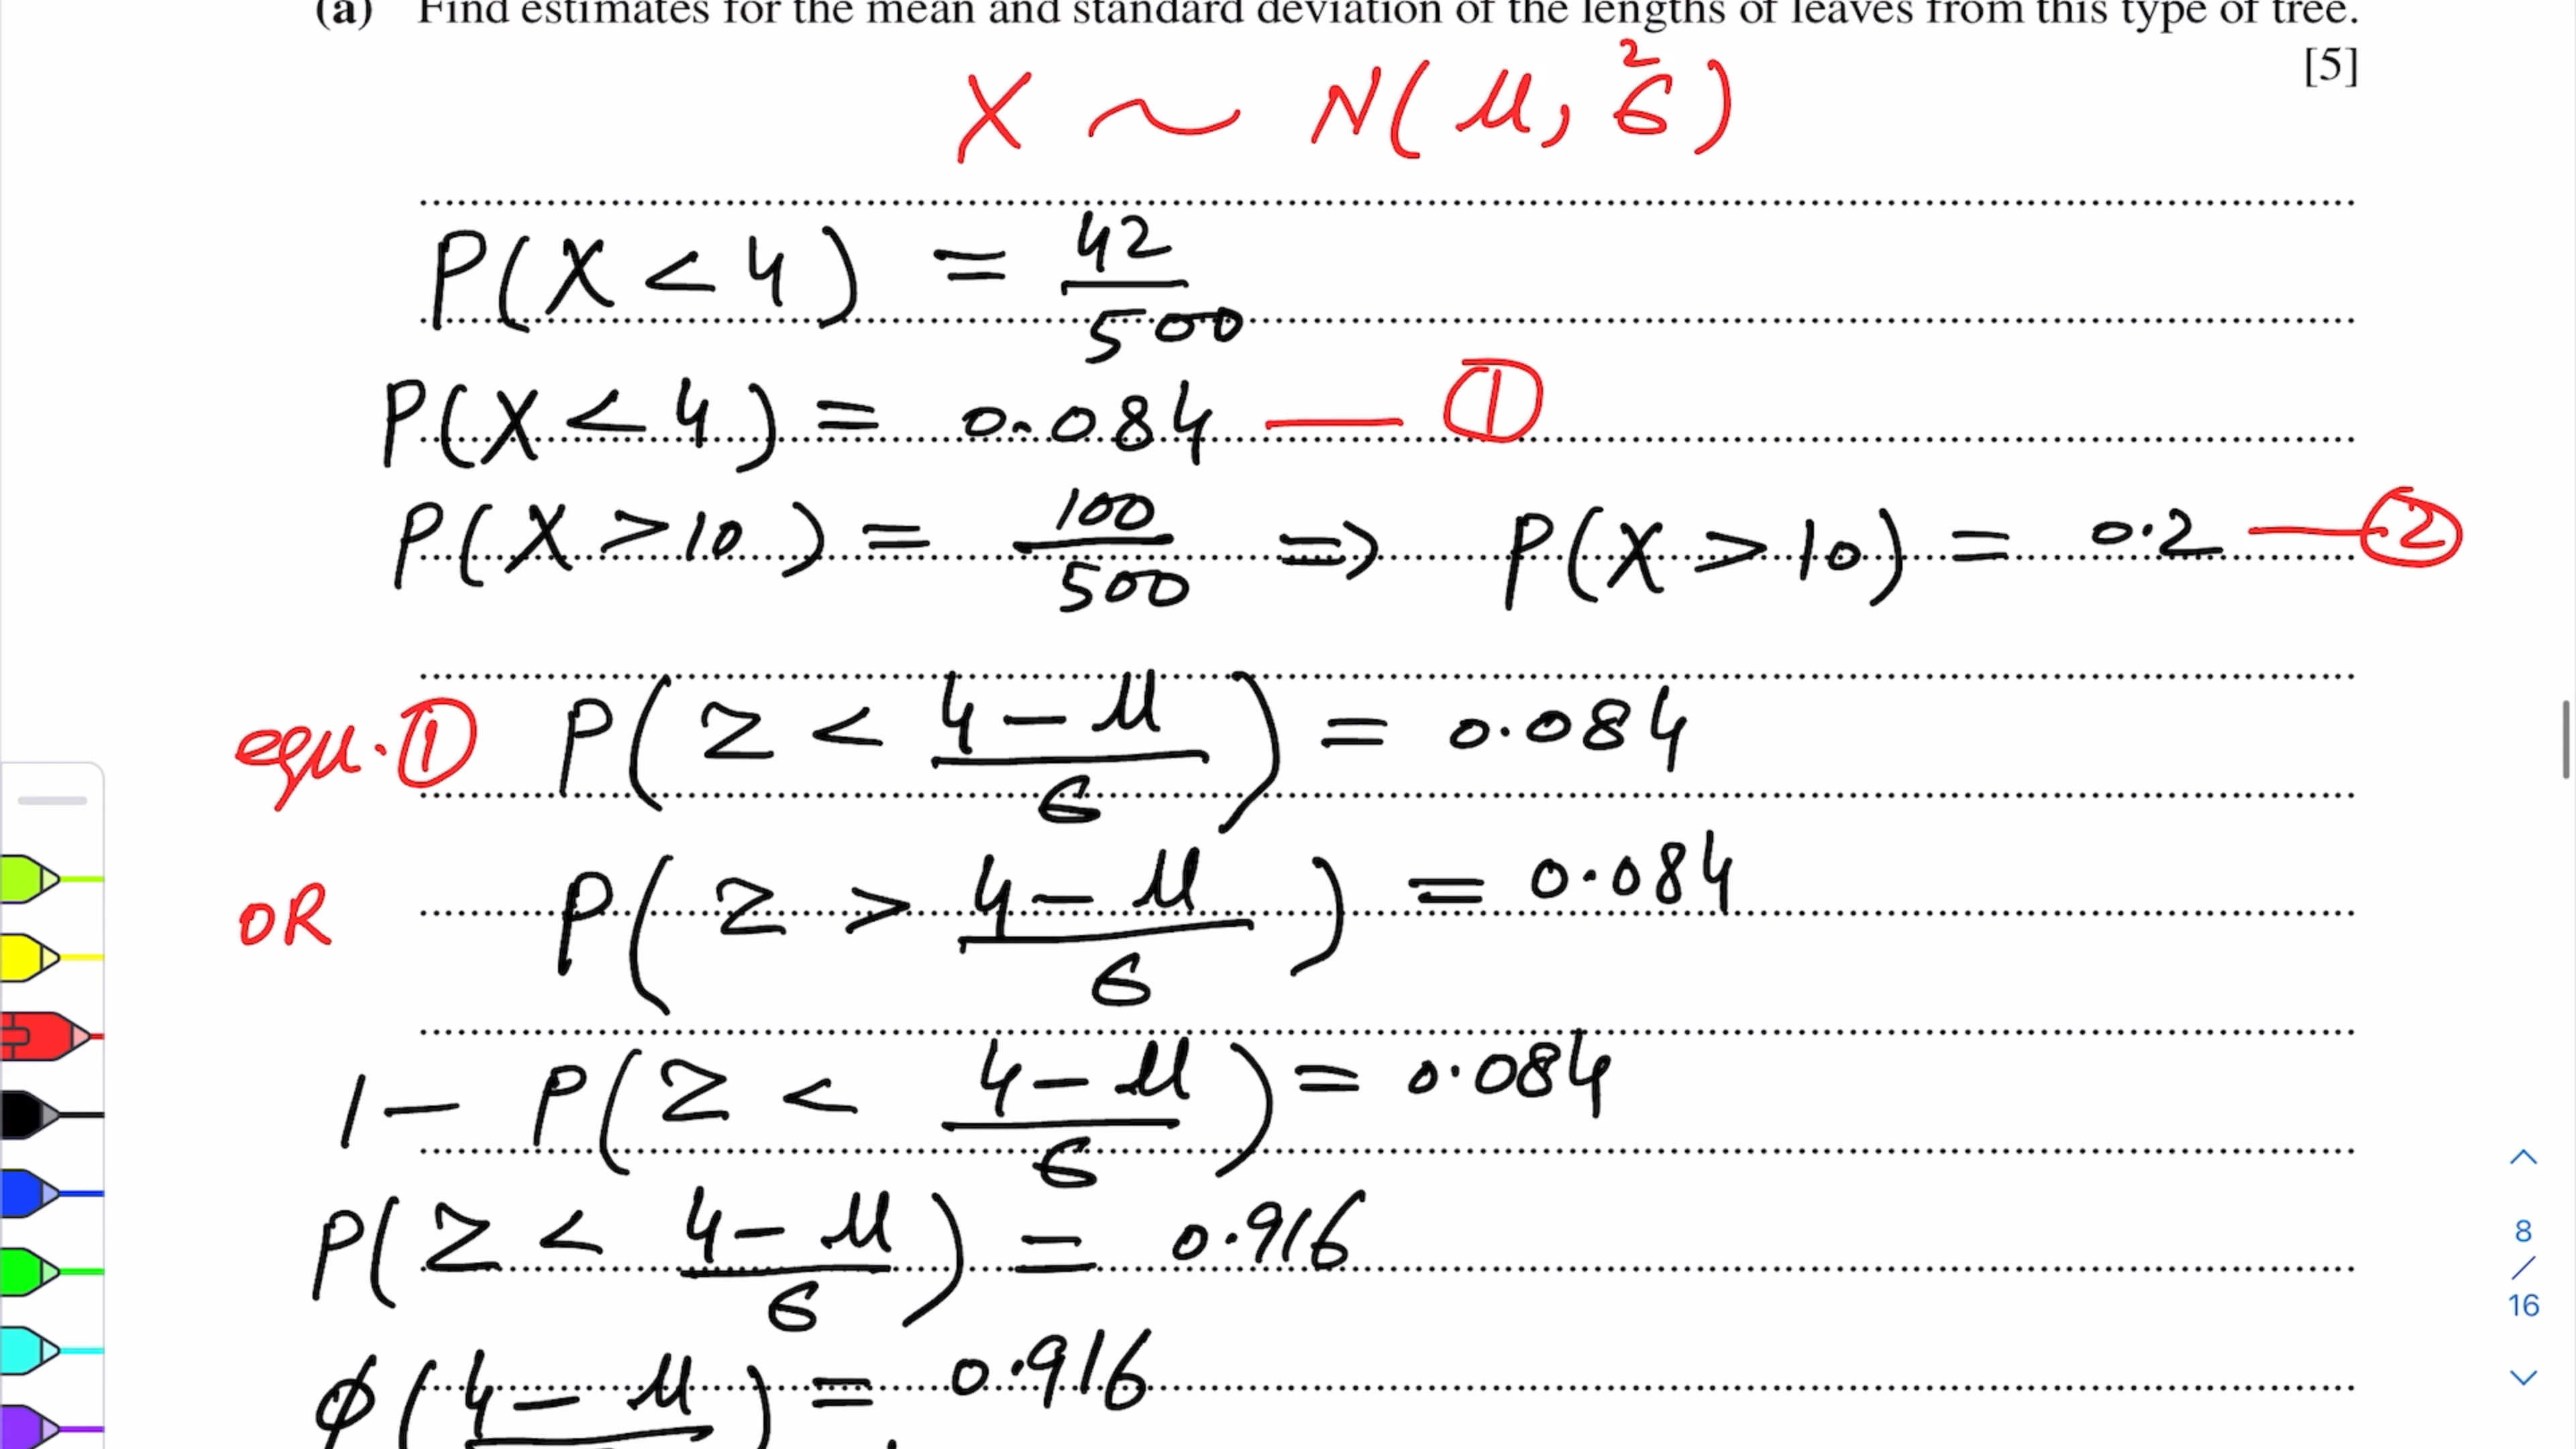 (a) Find estimates for the mean and standard deviation of the lengths of leaves from this type of tree.
[5]
X ~ N(μ, σ²)
P(X < 4) = 42/500
P(X < 4) = 0.084 — ①
P(X > 10) = 100/500 ⇒ P(X > 10) = 0.2 — ②
equ. ① P(Z < (4 − μ)/σ) = 0.084
OR P(Z > (4 − μ)/σ) = 0.084
1 − P(Z < (4 − μ)/σ) = 0.084
P(Z < (4 − μ)/σ) = 0.916
ϕ(4 − μ) = 0.916
8
/
16